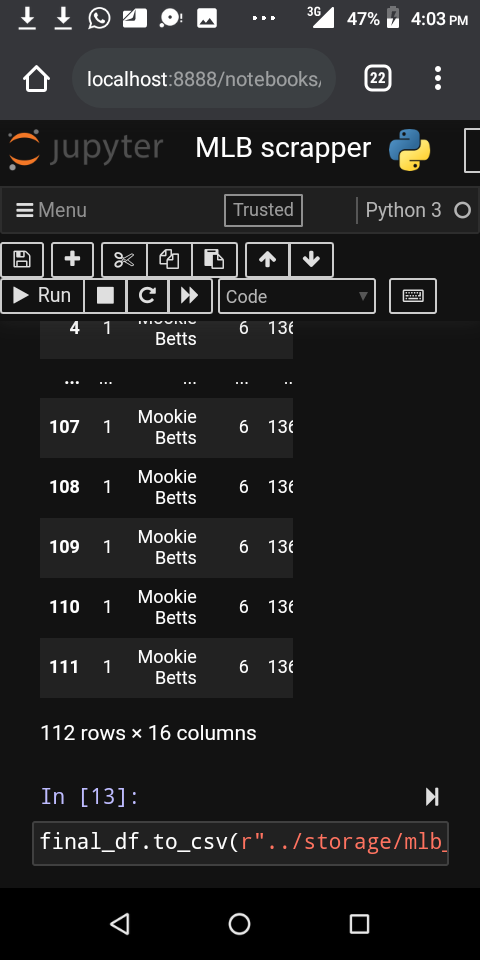 3G 47% 4:03 PM
localhost:8888/notebooks/ 22
jupyter MLB scrapper
Menu Trusted Python 3
Run Code
4 1 Mookie Betts 6 136
... ... ... ... ..
107 1 Mookie Betts 6 136
108 1 Mookie Betts 6 136
109 1 Mookie Betts 6 136
110 1 Mookie Betts 6 136
111 1 Mookie Betts 6 136
112 rows × 16 columns
In [13]:
final_df.to_csv(r"../storage/mlb_